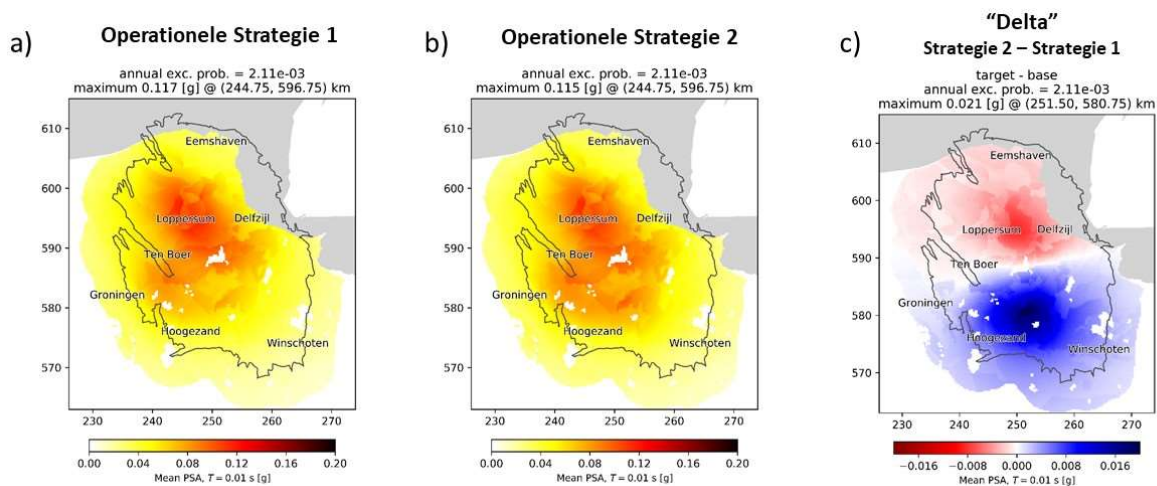 a)
Operationele Strategie 1
annual exc. prob. = 2.11e-03
maximum 0.117 [g] @ (244.75, 596.75) km
610
600
590
580
570
Eemshaven
Loppersum
Delfzijl
Ten Boer
Groningen
Hoogezand
Winschoten
230 240 250 260 270
0.00 0.04 0.08 0.12 0.16 0.20
Mean PSA, T = 0.01 s [g]
b)
Operationele Strategie 2
annual exc. prob. = 2.11e-03
maximum 0.115 [g] @ (244.75, 596.75) km
610
600
590
580
570
Eemshaven
Loppersum
Delfzijl
Ten Boer
Groningen
Hoogezand
Winschoten
230 240 250 260 270
0.00 0.04 0.08 0.12 0.16 0.20
Mean PSA, T = 0.01 s [g]
c)
“Delta”
Strategie 2 – Strategie 1
target - base
annual exc. prob. = 2.11e-03
maximum 0.021 [g] @ (251.50, 580.75) km
610
600
590
580
570
Eemshaven
Loppersum
Delfzijl
Ten Boer
Groningen
Hoogezand
Winschoten
230 240 250 260 270
−0.016 −0.008 0.000 0.008 0.016
Mean PSA, T = 0.01 s [g]